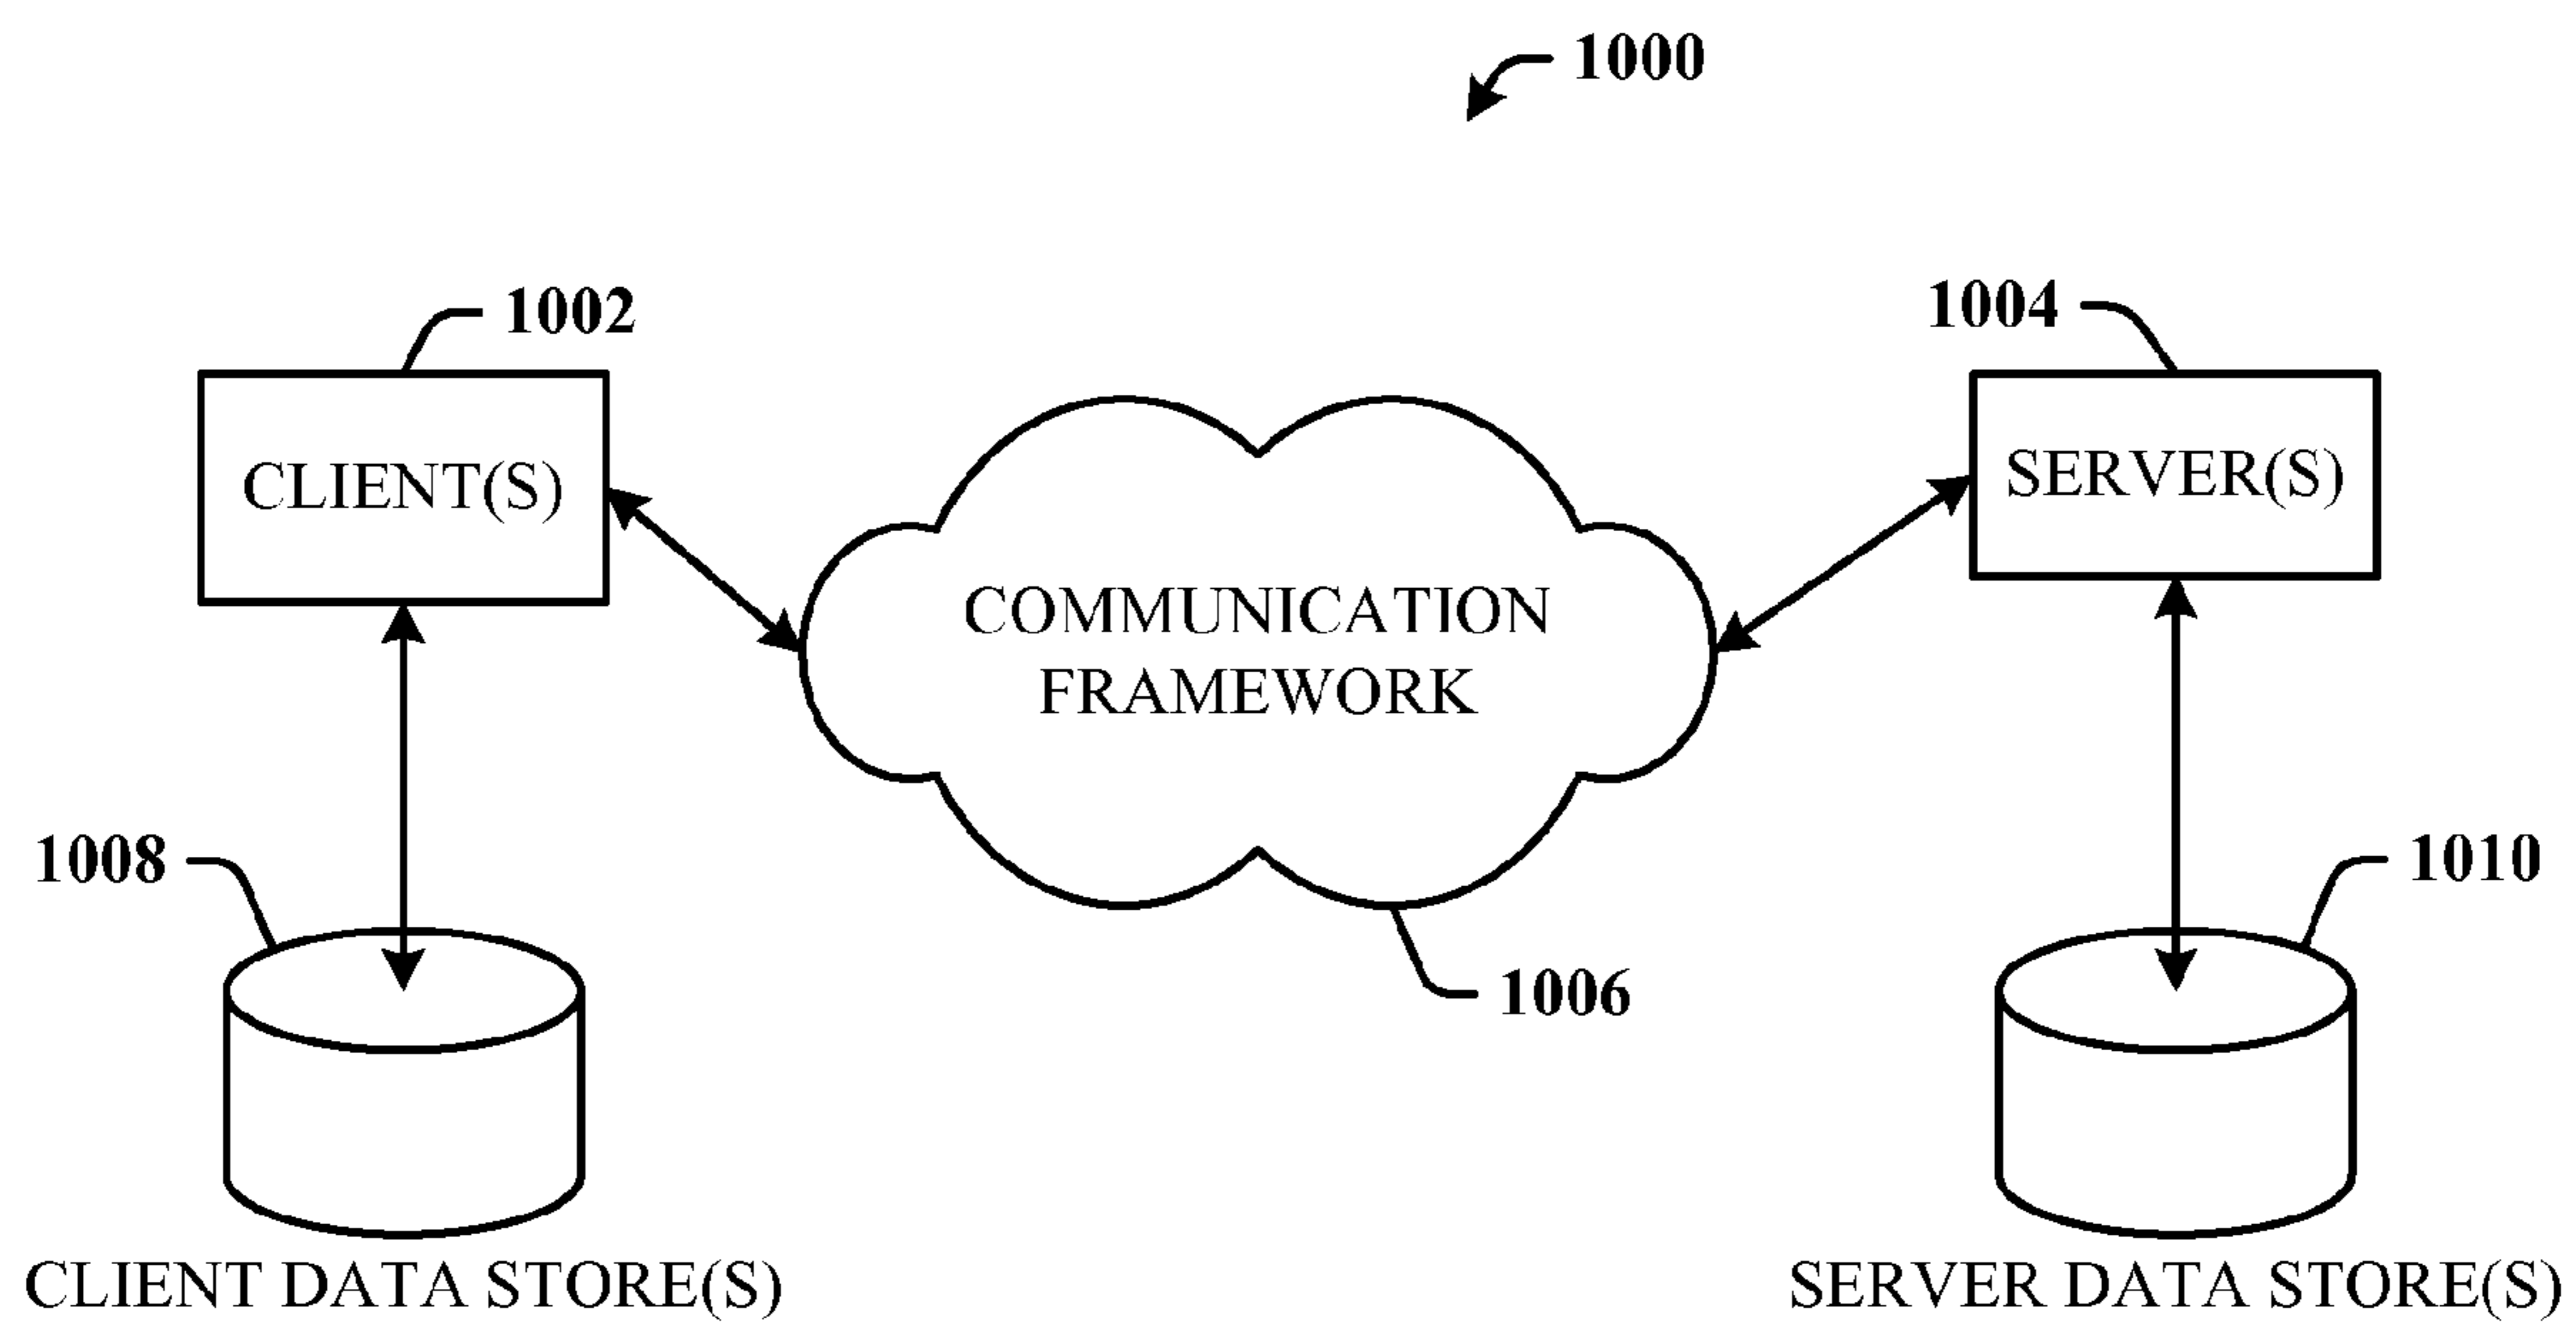 1000
1002
1004
CLIENT(S)
SERVER(S)
COMMUNICATION
FRAMEWORK
1008
1010
1006
CLIENT DATA STORE(S)
SERVER DATA STORE(S)